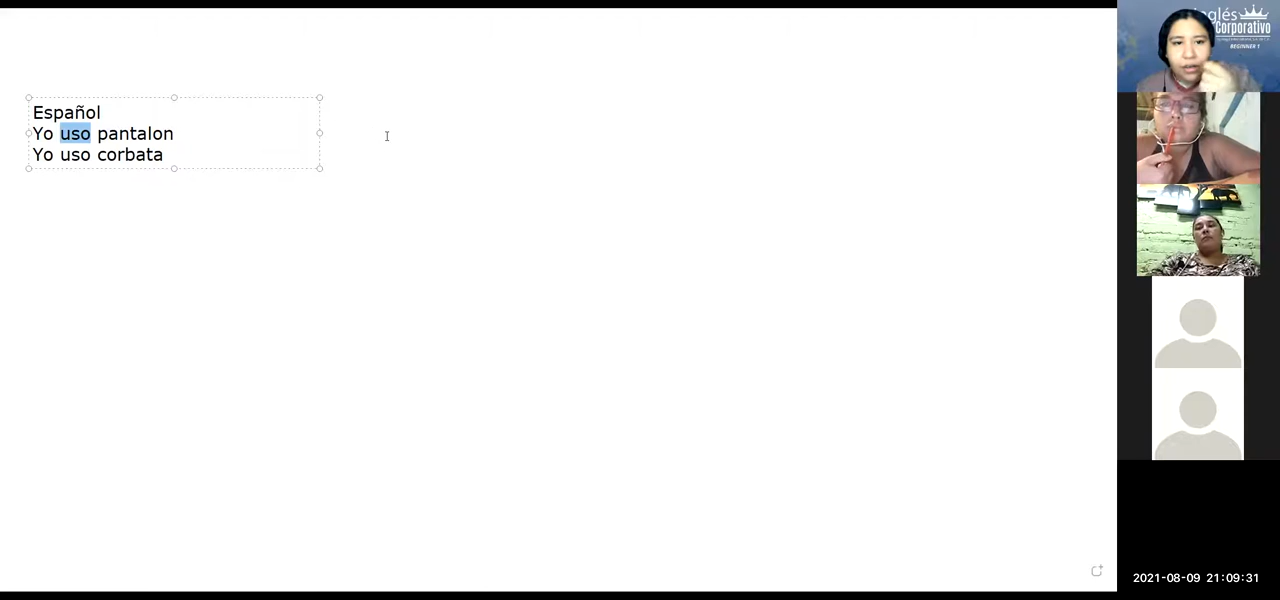 Español
Yo uso pantalon
Yo uso corbata
inglés
Corporativo
BEGINNER 1
2021-08-09 21:09:31